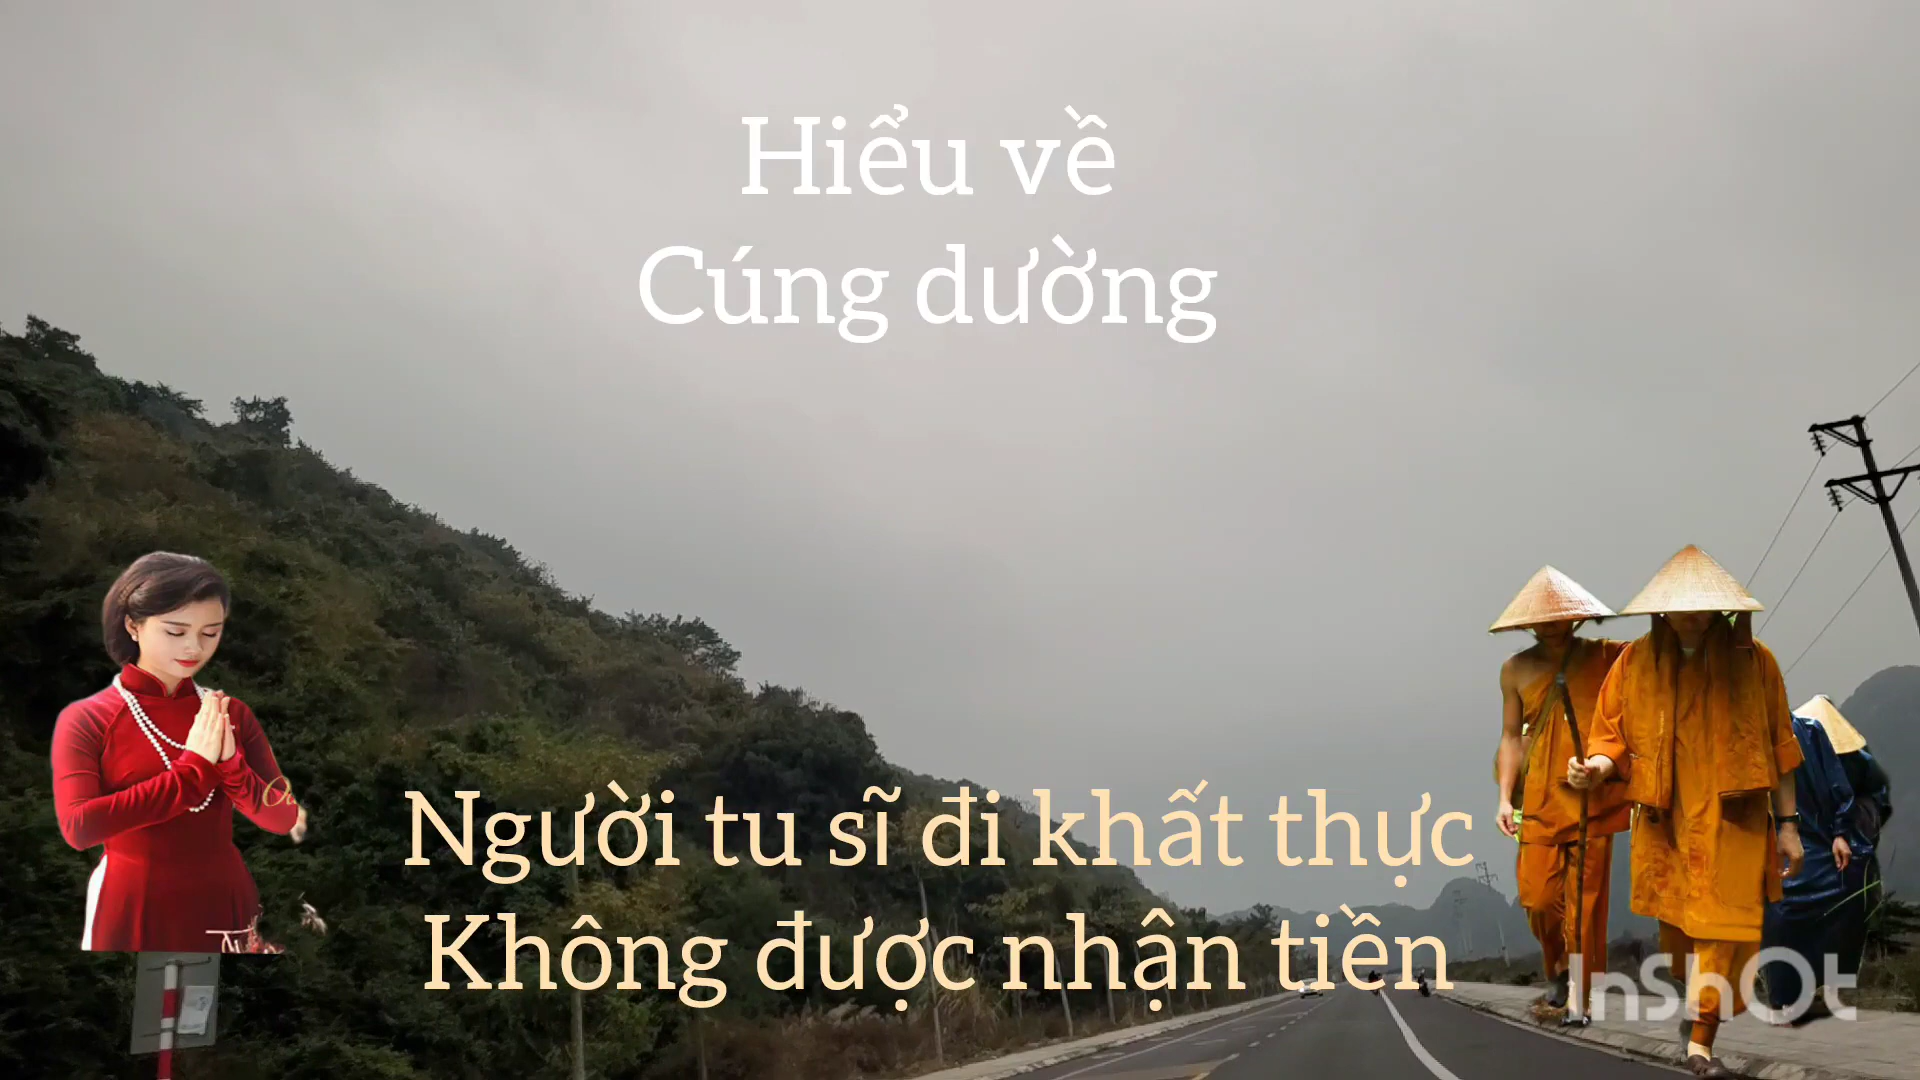 Hiểu về
Cúng dường
Người tu sĩ đi khất thực
Không được nhận tiền
InShOt